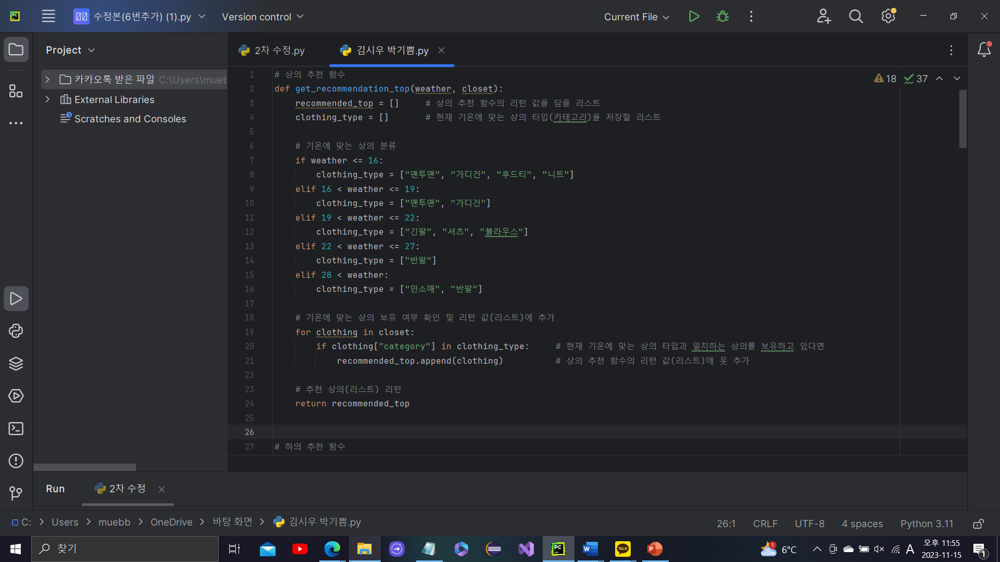 PC
수정본(6번추가) (1).py
Version control
Current File
Project
2차 수정.py
김시우 박기쁨.py
카카오톡 받은 파일 C:\Users\mueb
External Libraries
Scratches and Consoles
18
37
1 # 상의 추천 함수
2 def get_recommendation_top(weather, closet):
3 recommended_top = [] # 상의 추천 함수의 리턴 값을 담을 리스트
4 clothing_type = [] # 현재 기온에 맞는 상의 타입(카테고리)을 저장할 리스트
5
6 # 기온에 맞는 상의 분류
7 if weather <= 16:
8 clothing_type = ["맨투맨", "가디건", "후드티", "니트"]
9 elif 16 < weather <= 19:
10 clothing_type = ["맨투맨", "가디건"]
11 elif 19 < weather <= 22:
12 clothing_type = ["긴팔", "셔츠", "블라우스"]
13 elif 22 < weather <= 27:
14 clothing_type = ["반팔"]
15 elif 28 < weather:
16 clothing_type = ["민소매", "반팔"]
17
18 # 기온에 맞는 상의 보유 여부 확인 및 리턴 값(리스트)에 추가
19 for clothing in closet:
20 if clothing["category"] in clothing_type: # 현재 기온에 맞는 상의 타입과 일치하는 상의를 보유하고 있다면
21 recommended_top.append(clothing) # 상의 추천 함수의 리턴 값(리스트)에 옷 추가
22
23 # 추천 상의(리스트) 리턴
24 return recommended_top
25
26
27 # 하의 추천 함수
Run
2차 수정
C: > Users > muebb > OneDrive > 바탕 화면 > 김시우 박기쁨.py
26:1
CRLF
UTF-8
4 spaces
Python 3.11
찾기
PC
W
TALK
P
1
6°C
A
오후 11:55
2023-11-15
1